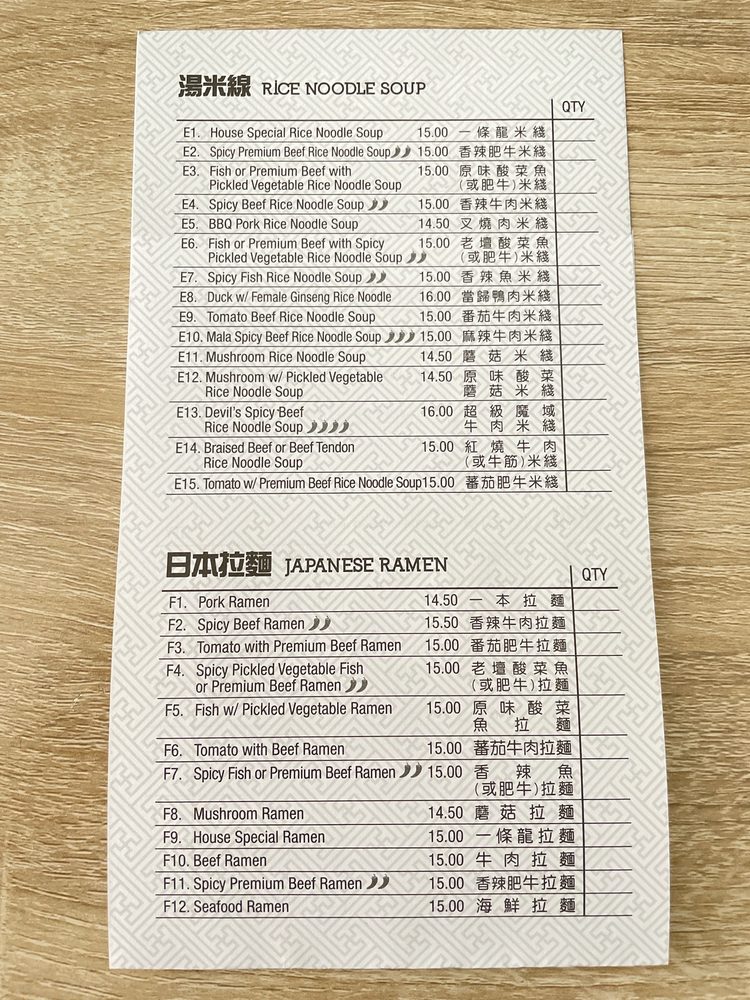 湯米線 RICE NOODLE SOUP
QTY
E1. House Special Rice Noodle Soup 15.00 一條龍米綫
E2. Spicy Premium Beef Rice Noodle Soup 15.00 香辣肥牛米綫
E3. Fish or Premium Beef with 15.00 原味酸菜魚
Pickled Vegetable Rice Noodle Soup (或肥牛)米綫
E4. Spicy Beef Rice Noodle Soup 15.00 香辣牛肉米綫
E5. BBQ Pork Rice Noodle Soup 14.50 叉燒肉米綫
E6. Fish or Premium Beef with Spicy 15.00 老壇酸菜魚
Pickled Vegetable Rice Noodle Soup (或肥牛)米綫
E7. Spicy Fish Rice Noodle Soup 15.00 香辣魚米綫
E8. Duck w/ Female Ginseng Rice Noodle 16.00 當歸鴨肉米綫
E9. Tomato Beef Rice Noodle Soup 15.00 番茄牛肉米綫
E10. Mala Spicy Beef Rice Noodle Soup 15.00 麻辣牛肉米綫
E11. Mushroom Rice Noodle Soup 14.50 蘑菇米綫
E12. Mushroom w/ Pickled Vegetable 14.50 原味酸菜
Rice Noodle Soup 蘑菇米綫
E13. Devil's Spicy Beef 16.00 超級魔域
Rice Noodle Soup 牛肉米綫
E14. Braised Beef or Beef Tendon 15.00 紅燒牛肉
Rice Noodle Soup (或牛筋)米綫
E15. Tomato w/ Premium Beef Rice Noodle Soup 15.00 蕃茄肥牛米綫
日本拉麵 JAPANESE RAMEN
QTY
F1. Pork Ramen 14.50 一本拉麵
F2. Spicy Beef Ramen 15.50 香辣牛肉拉麵
F3. Tomato with Premium Beef Ramen 15.00 番茄肥牛拉麵
F4. Spicy Pickled Vegetable Fish 15.00 老壇酸菜魚
or Premium Beef Ramen (或肥牛)拉麵
F5. Fish w/ Pickled Vegetable Ramen 15.00 原味酸菜
魚拉麵
F6. Tomato with Beef Ramen 15.00 蕃茄牛肉拉麵
F7. Spicy Fish or Premium Beef Ramen 15.00 香辣魚
(或肥牛)拉麵
F8. Mushroom Ramen 14.50 蘑菇拉麵
F9. House Special Ramen 15.00 一條龍拉麵
F10. Beef Ramen 15.00 牛肉拉麵
F11. Spicy Premium Beef Ramen 15.00 香辣肥牛拉麵
F12. Seafood Ramen 15.00 海鮮拉麵